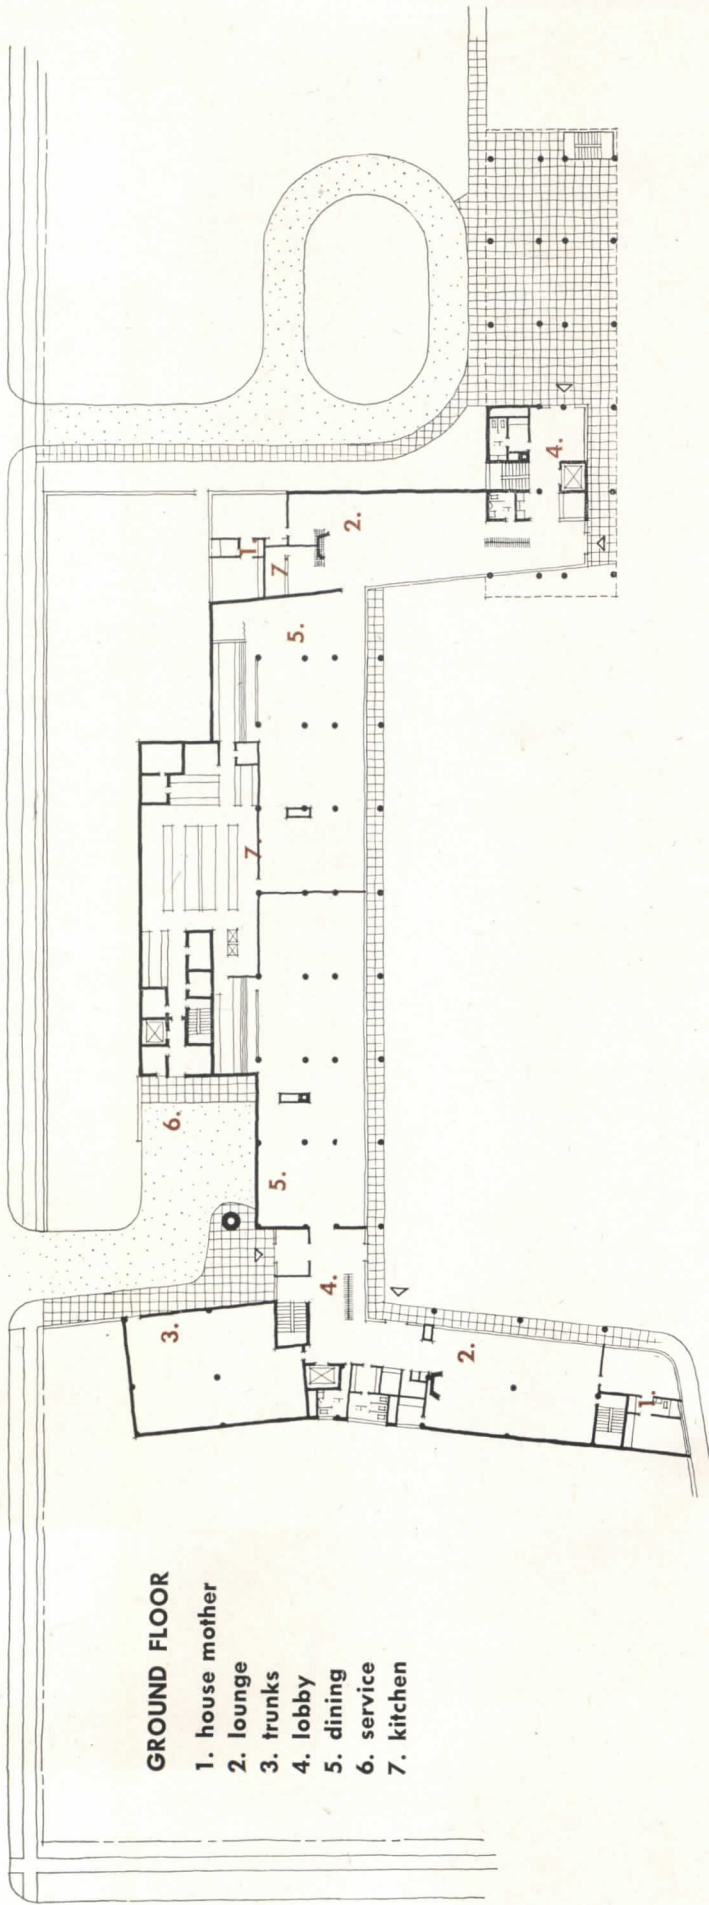 GROUND FLOOR
1. house mother
2. lounge
3. trunks
4. lobby
5. dining
6. service
7. kitchen
3.
6.
4.
5.
7.
5.
1.
7
2.
4.
2.
1.